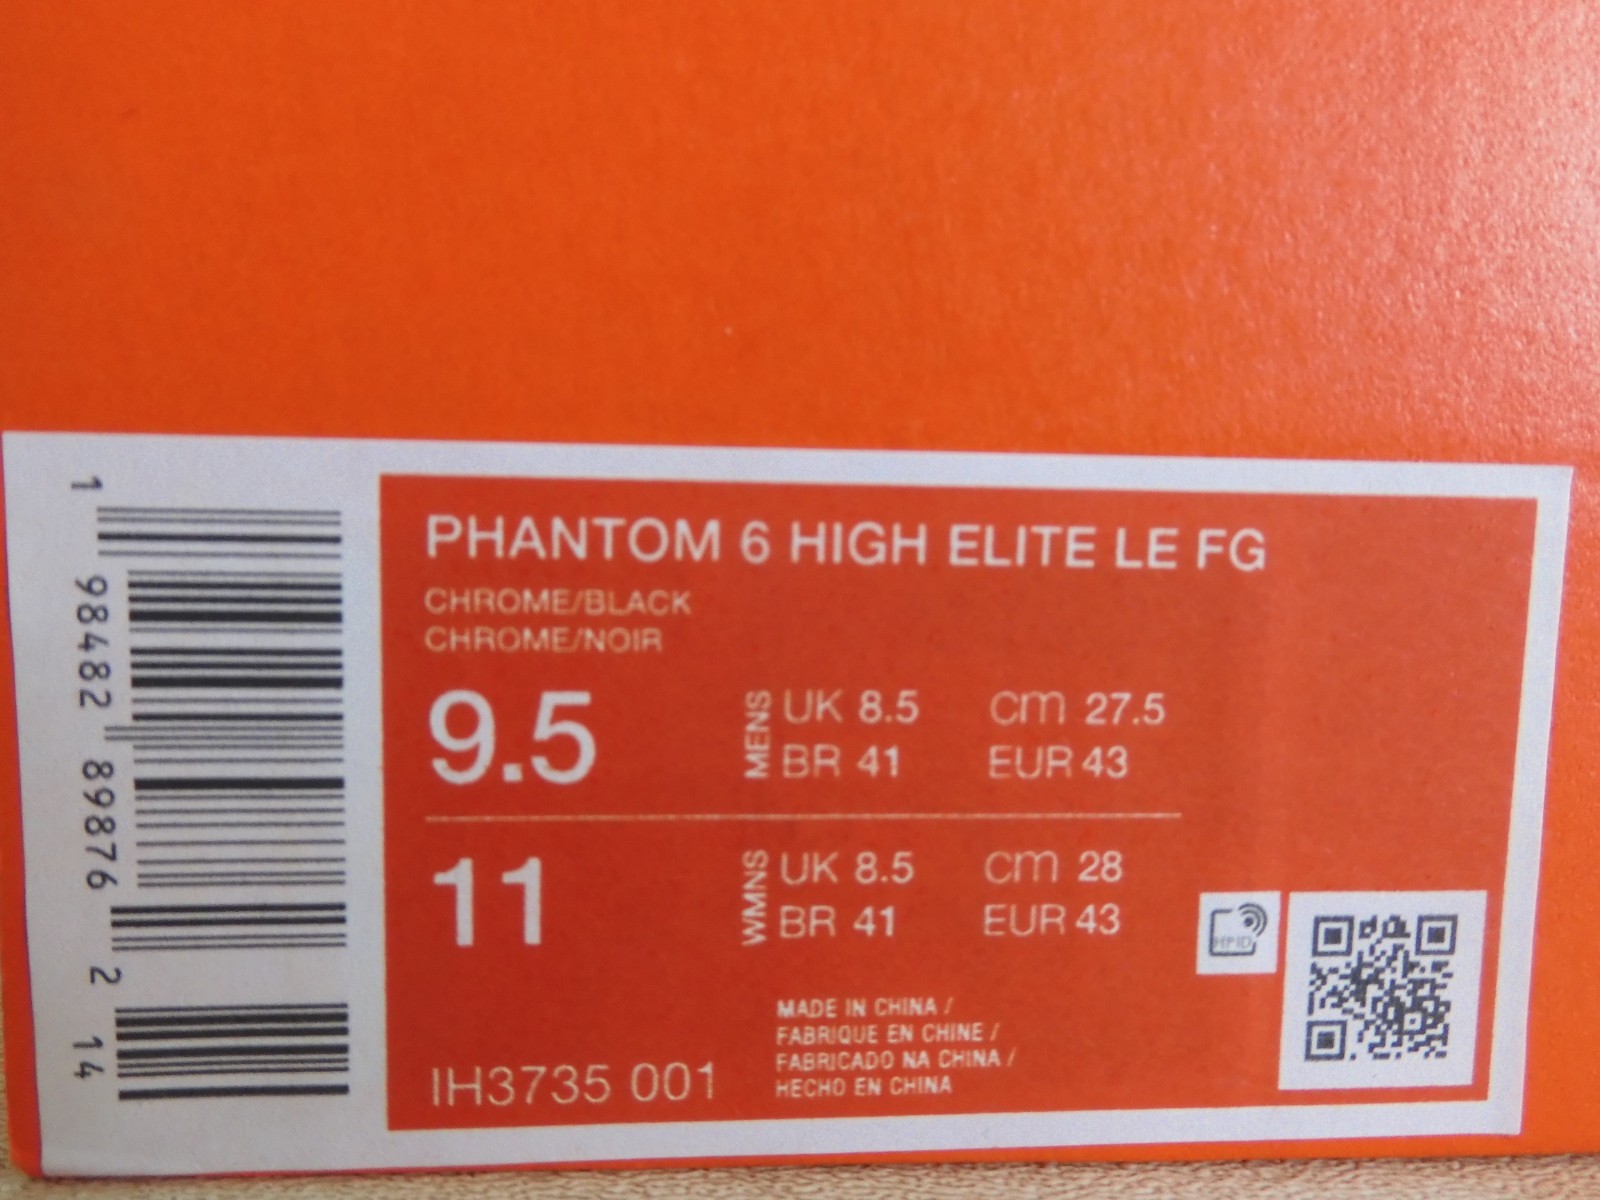 1 98482 89876 2 14
PHANTOM 6 HIGH ELITE LE FG
CHROME/BLACK
CHROME/NOIR
9.5
MENS
UK 8.5 cm 27.5
BR 41 EUR 43
11
WMNS
UK 8.5 cm 28
BR 41 EUR 43
HFID
MADE IN CHINA /
FABRIQUE EN CHINE /
FABRICADO NA CHINA /
HECHO EN CHINA
IH3735 001